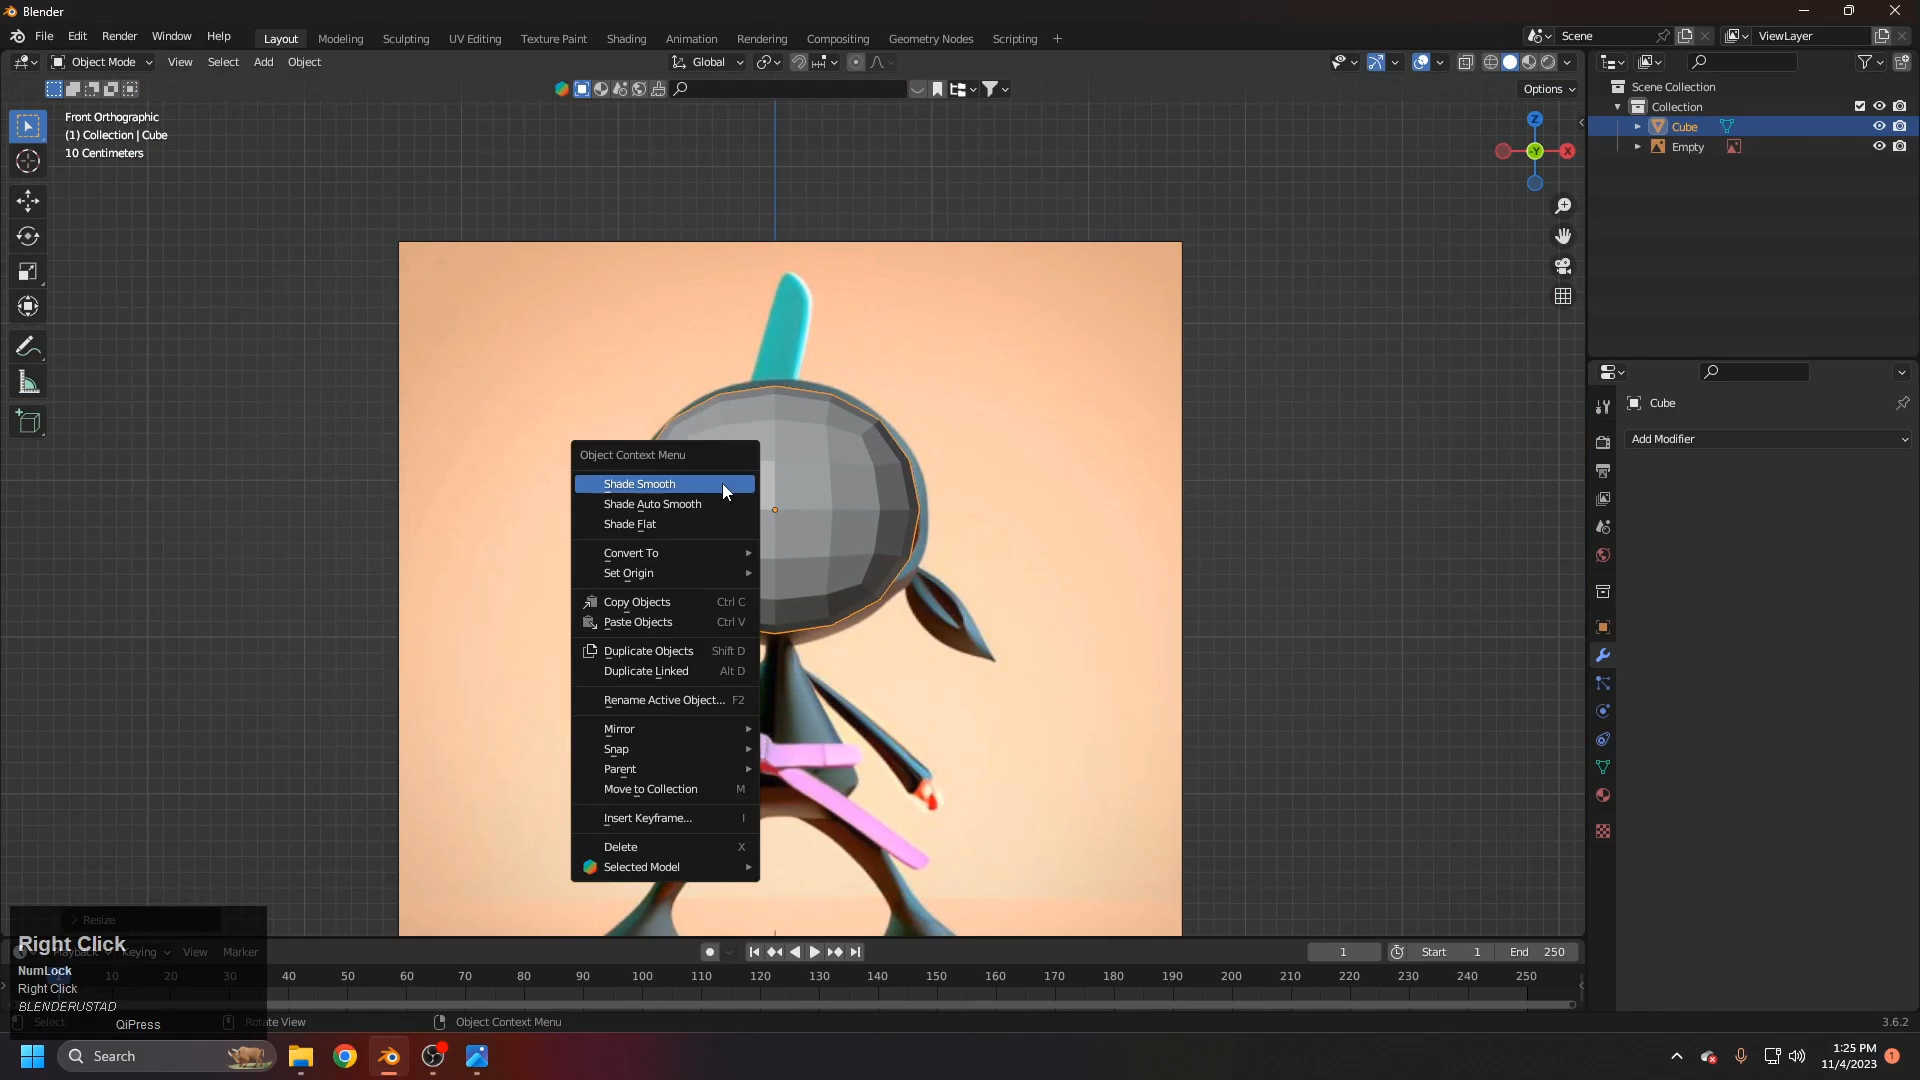 Blender
File Edit Render Window Help Layout Modeling Sculpting UV Editing Texture Paint Shading Animation Rendering Compositing Geometry Nodes Scripting + Scene ViewLayer
Object Mode View Select Add Object Global
Options
Front Orthographic
(1) Collection | Cube
10 Centimeters
Z
-Y X
Scene Collection
Collection
Cube
Empty
Cube
Add Modifier
Object Context Menu
Shade Smooth
Shade Auto Smooth
Shade Flat
Convert To
Set Origin
Copy Objects Ctrl C
Paste Objects Ctrl V
Duplicate Objects Shift D
Duplicate Linked Alt D
Rename Active Object... F2
Mirror
Snap
Parent
Move to Collection M
Insert Keyframe... I
Delete X
Selected Model
Resize
Right Click
NumLock
Right Click
BLENDERUSTAD
QiPress
Playback Keying View Marker 1 Start 1 End 250
10 20 30 40 50 60 70 80 90 100 110 120 130 140 150 160 170 180 190 200 210 220 230 240 250
Select Rotate View Object Context Menu 3.6.2
Search
1:25 PM
11/4/2023
1